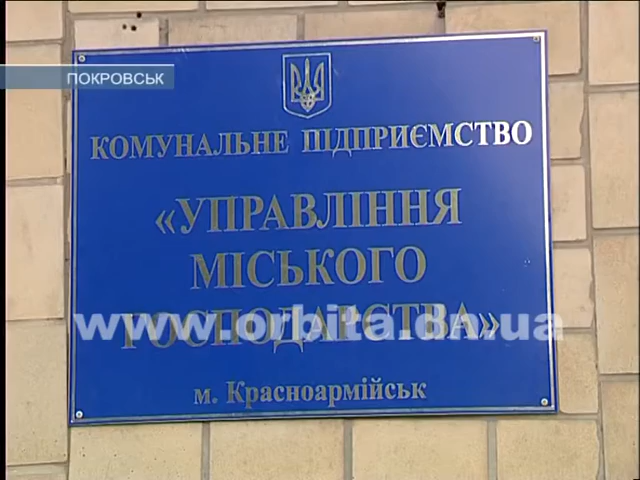 ПОКРОВСЬК
КОМУНАЛЬНЕ ПІДПРИЄМСТВО
«УПРАВЛІННЯ
МІСЬКОГО
ГОСПОДАРСТВА»
www.orbita.dn.ua
м. Красноармійськ